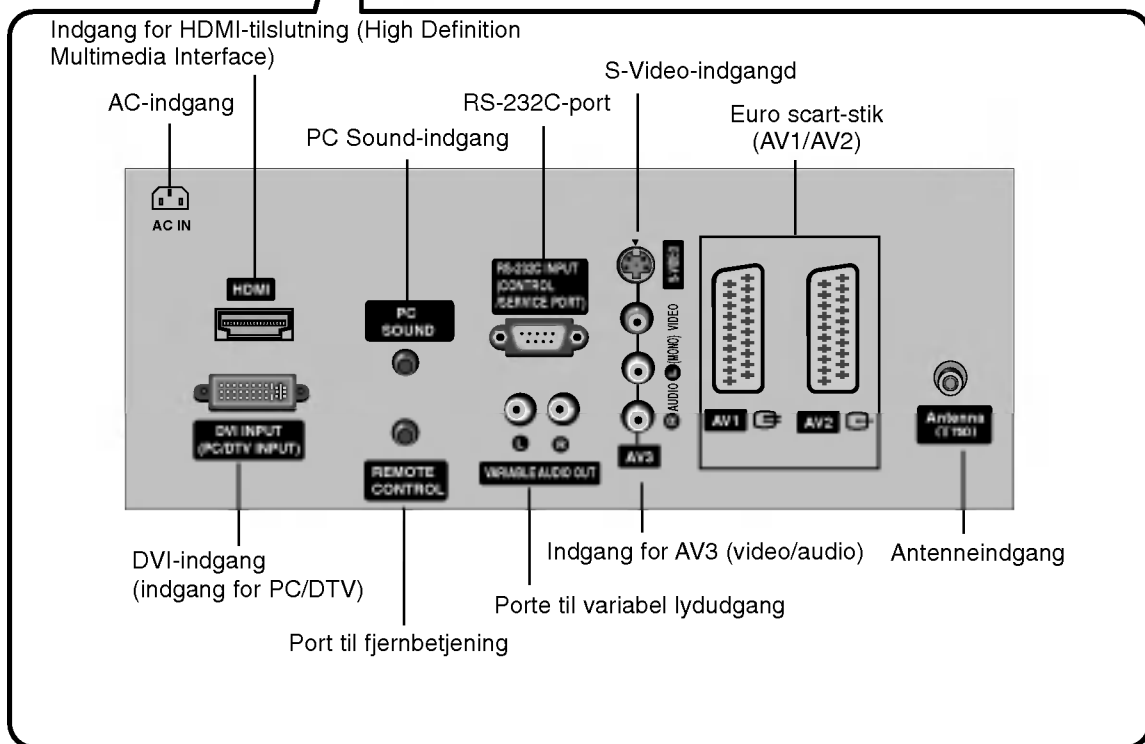 Indgang for HDMI-tilslutning (High Definition
Multimedia Interface)
AC-indgang
PC Sound-indgang
RS-232C-port
S-Video-indgangd
Euro scart-stik
(AV1/AV2)
AC IN
HDMI
PC
SOUND
RS-232C INPUT
(CONTROL
/SERVICE PORT)
S-VIDEO
VIDEO
(MONO)
AUDIO
L
R
DVI INPUT
(PC/DTV INPUT)
REMOTE
CONTROL
L
R
VARIABLE AUDIO OUT
AV3
AV1
AV2
Antenna
DVI-indgang
(indgang for PC/DTV)
Port til fjernbetjening
Porte til variabel lydudgang
Indgang for AV3 (video/audio)
Antenneindgang